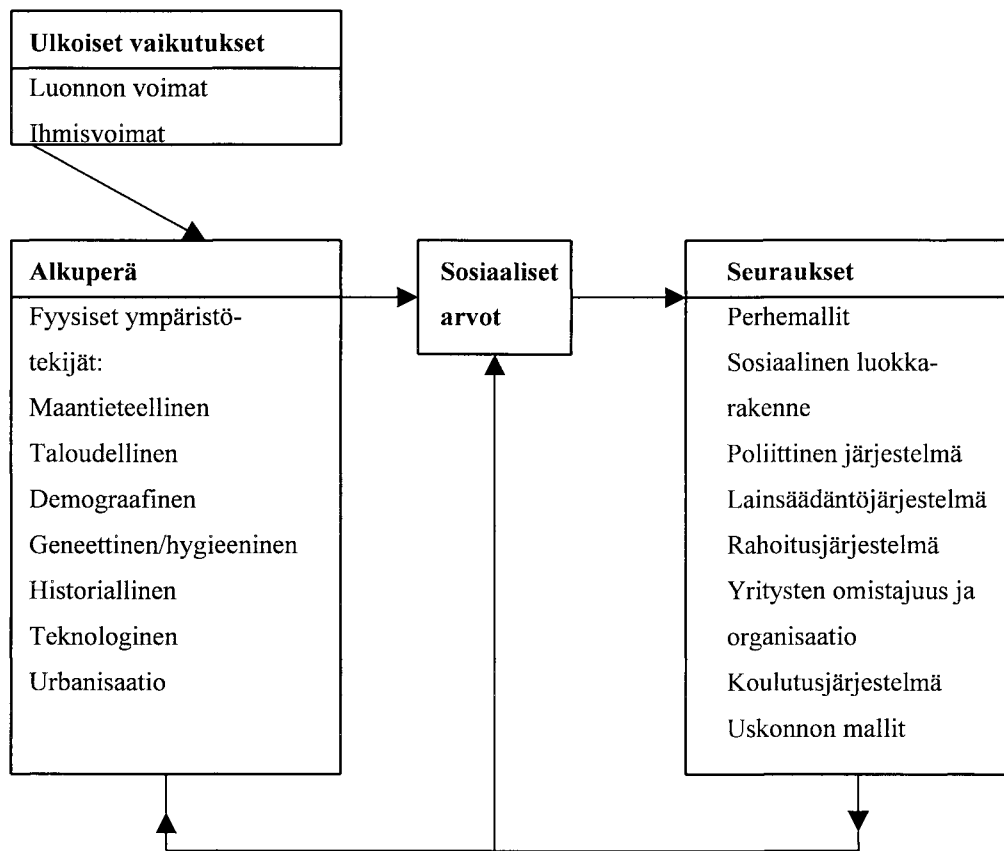 Ulkoiset vaikutukset
Luonnon voimat
Ihmisvoimat
Alkuperä
Fyysiset ympäristö-
tekijät:
Maantieteellinen
Taloudellinen
Demograafinen
Geneettinen/hygieeninen
Historiallinen
Teknologinen
Urbanisaatio
Sosiaaliset
arvot
Seuraukset
Perhemallit
Sosiaalinen luokka-
rakenne
Poliittinen järjestelmä
Lainsäädäntöjärjestelmä
Rahoitusjärjestelmä
Yritysten omistajuus ja
organisaatio
Koulutusjärjestelmä
Uskonnon mallit